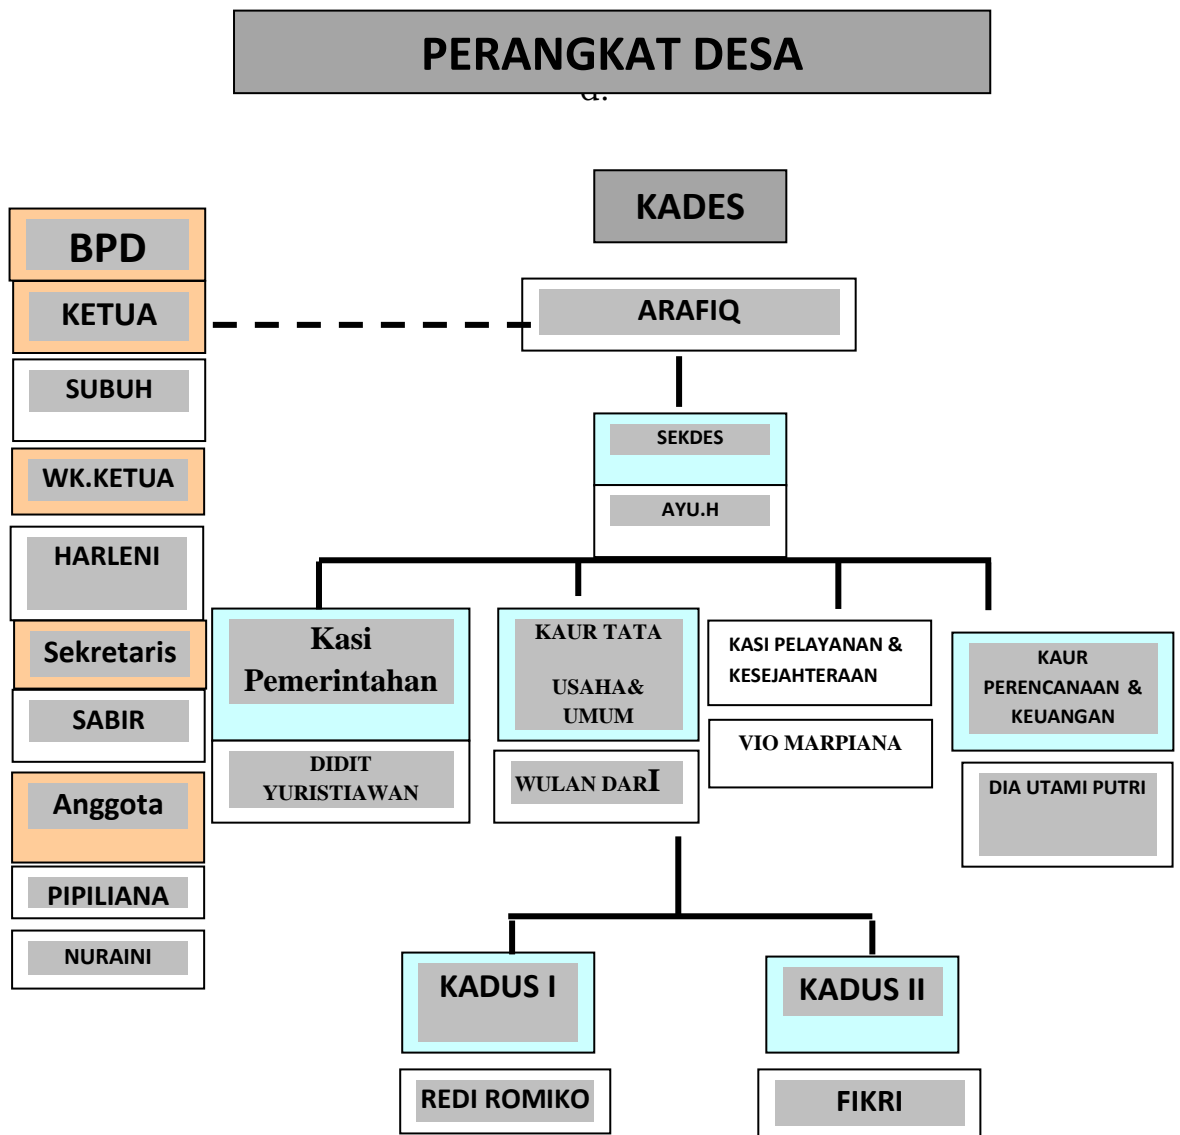 PERANGKAT DESA
d.
KADES
ARAFIQ
BPD
KETUA
SUBUH
WK.KETUA
HARLENI
Sekretaris
SABIR
Anggota
PIPILIANA
NURAINI
SEKDES
AYU.H
Kasi
Pemerintahan
DIDIT
YURISTIAWAN
KAUR TATA
USAHA&
UMUM
WULAN DARI
KASI PELAYANAN &
KESEJAHTERAAN
VIO MARPIANA
KAUR
PERENCANAAN &
KEUANGAN
DIA UTAMI PUTRI
KADUS I
REDI ROMIKO
KADUS II
FIKRI